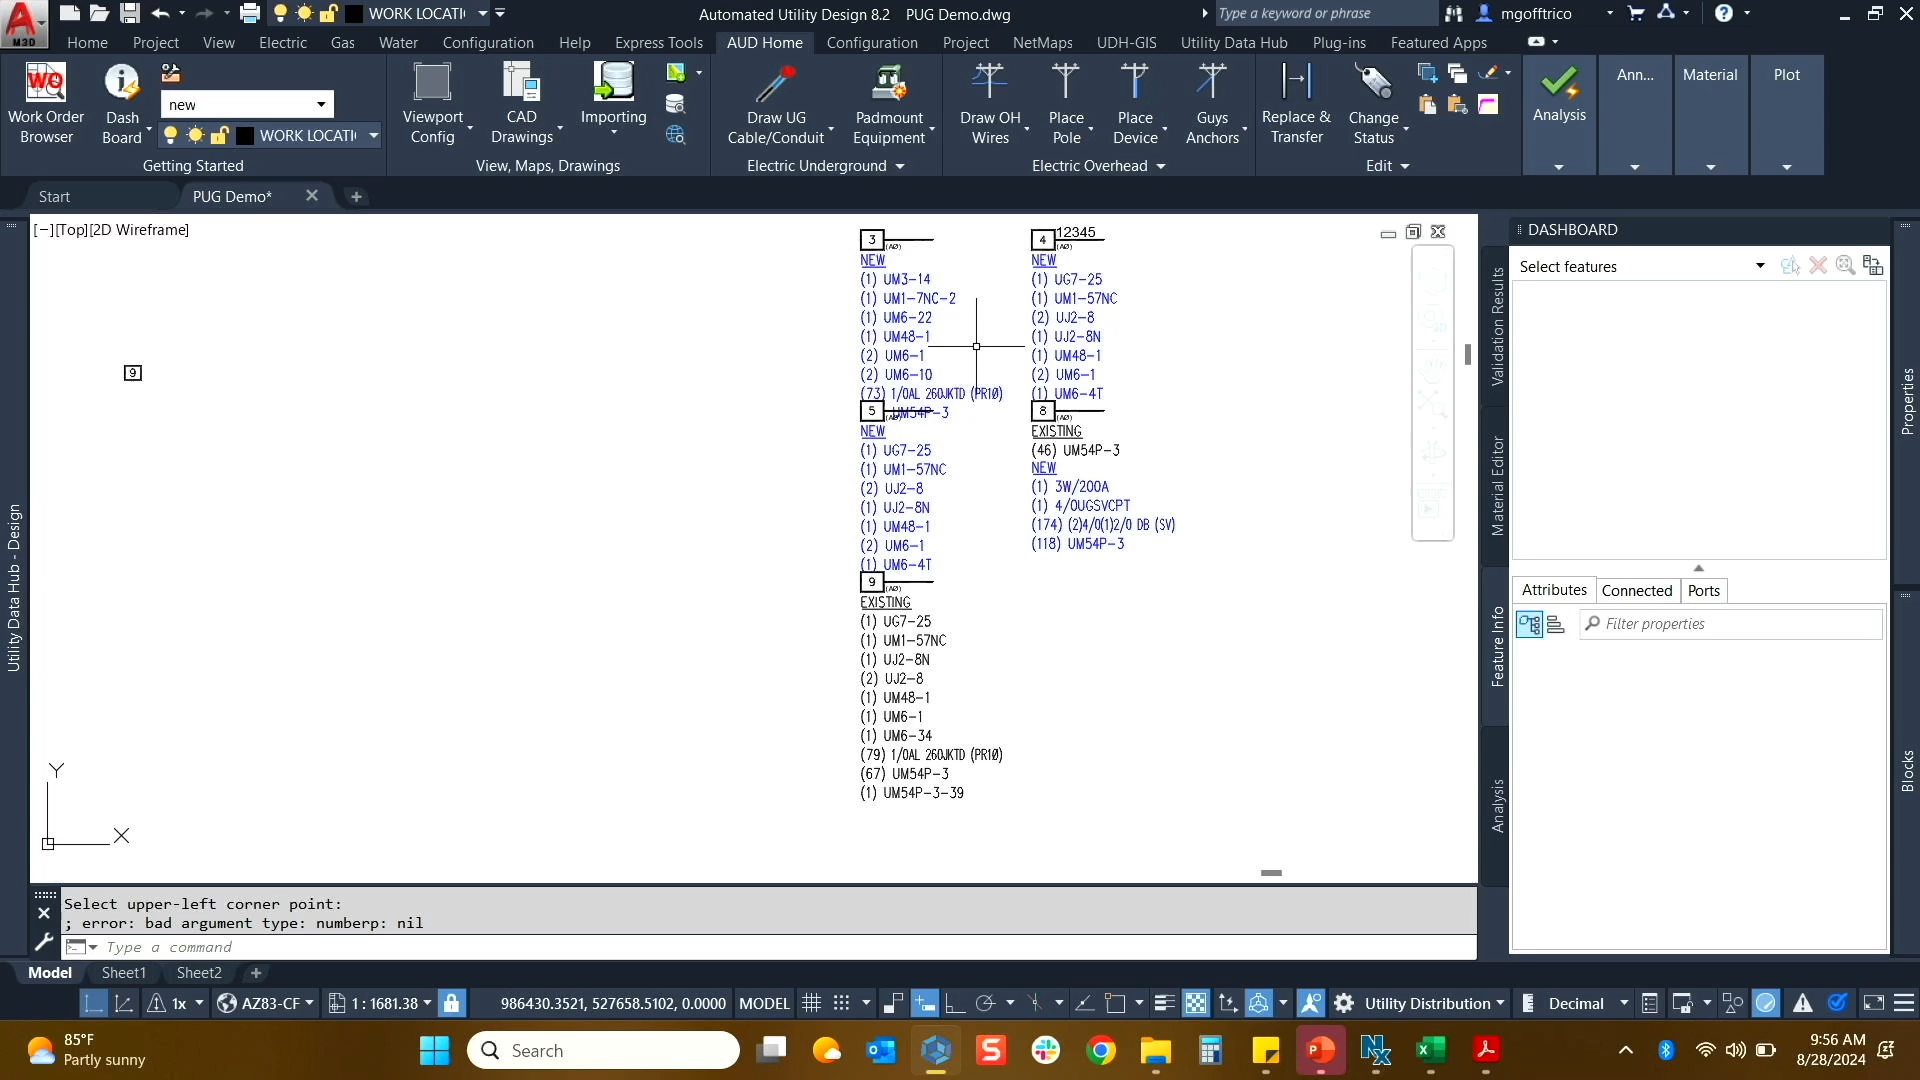 WORK LOCATI
Automated Utility Design 8.2 PUG Demo.dwg
Type a keyword or phrase
mgofftrico
M3D
Home Project View Electric Gas Water Configuration Help Express Tools AUD Home Configuration Project NetMaps UDH-GIS Utility Data Hub Plug-ins Featured Apps
WO
Work Order
Browser
Dash
Board
new
WORK LOCATI
Getting Started
Viewport
Config
CAD
Drawings
Importing
View, Maps, Drawings
Draw UG
Cable/Conduit
Padmount
Equipment
Electric Underground
Draw OH
Wires
Place
Pole
Place
Device
Guys
Anchors
Electric Overhead
Replace &
Transfer
Change
Status
Edit
Analysis
Ann...
Material
Plot
Start
PUG Demo*
[−][Top][2D Wireframe]
Utility Data Hub - Design
9
3
(AØ)
NEW
(1) UM3-14
(1) UM1-7NC-2
(1) UM6-22
(1) UM48-1
(2) UM6-1
(2) UM6-10
(73) 1/0AL 260JKTD (PR1Ø)
UM54P-3
4
12345
(AØ)
NEW
(1) UG7-25
(1) UM1-57NC
(2) UJ2-8
(1) UJ2-8N
(1) UM48-1
(2) UM6-1
(1) UM6-4T
5
(AØ)
NEW
(1) UG7-25
(1) UM1-57NC
(2) UJ2-8
(1) UJ2-8N
(1) UM48-1
(2) UM6-1
(1) UM6-4T
8
(AØ)
EXISTING
(46) UM54P-3
NEW
(1) 3W/200A
(1) 4/0UGSVCPT
(174) (2)4/0(1)2/0 DB (SV)
(118) UM54P-3
9
(AØ)
EXISTING
(1) UG7-25
(1) UM1-57NC
(1) UJ2-8N
(2) UJ2-8
(1) UM48-1
(1) UM6-1
(1) UM6-34
(79) 1/0AL 260JKTD (PR1Ø)
(67) UM54P-3
(1) UM54P-3-39
Y
X
DASHBOARD
Select features
Attributes
Connected
Ports
Filter properties
Validation Results
Material Editor
Feature Info
Analysis
Properties
Blocks
Select upper-left corner point:
; error: bad argument type: numberp: nil
Type a command
Model
Sheet1
Sheet2
1x
AZ83-CF
1 : 1681.38
986430.3521, 527658.5102, 0.0000
MODEL
Utility Distribution
Decimal
85°F
Partly sunny
Search
9:56 AM
8/28/2024